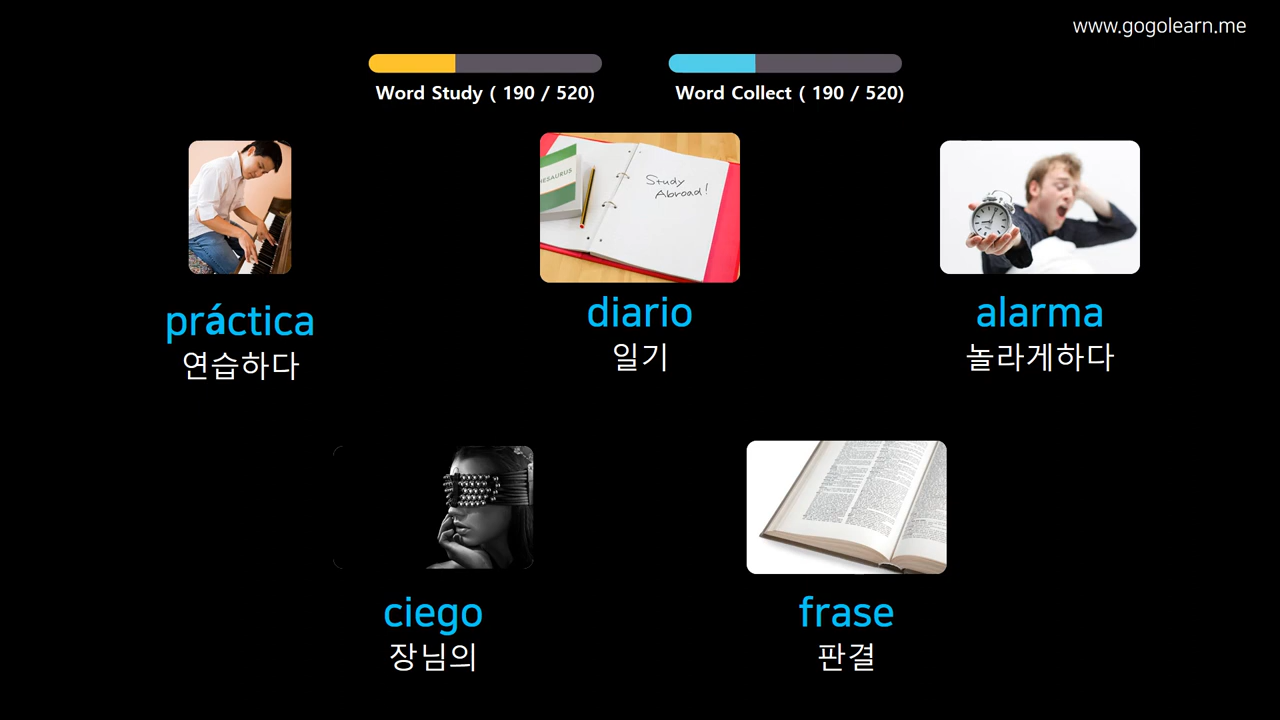 www.gogolearn.me
Word Study ( 190 / 520)
Word Collect ( 190 / 520)
THESAURUS
Study
Abroad!
práctica
연습하다
diario
일기
alarma
놀라게하다
ciego
장님의
frase
판결